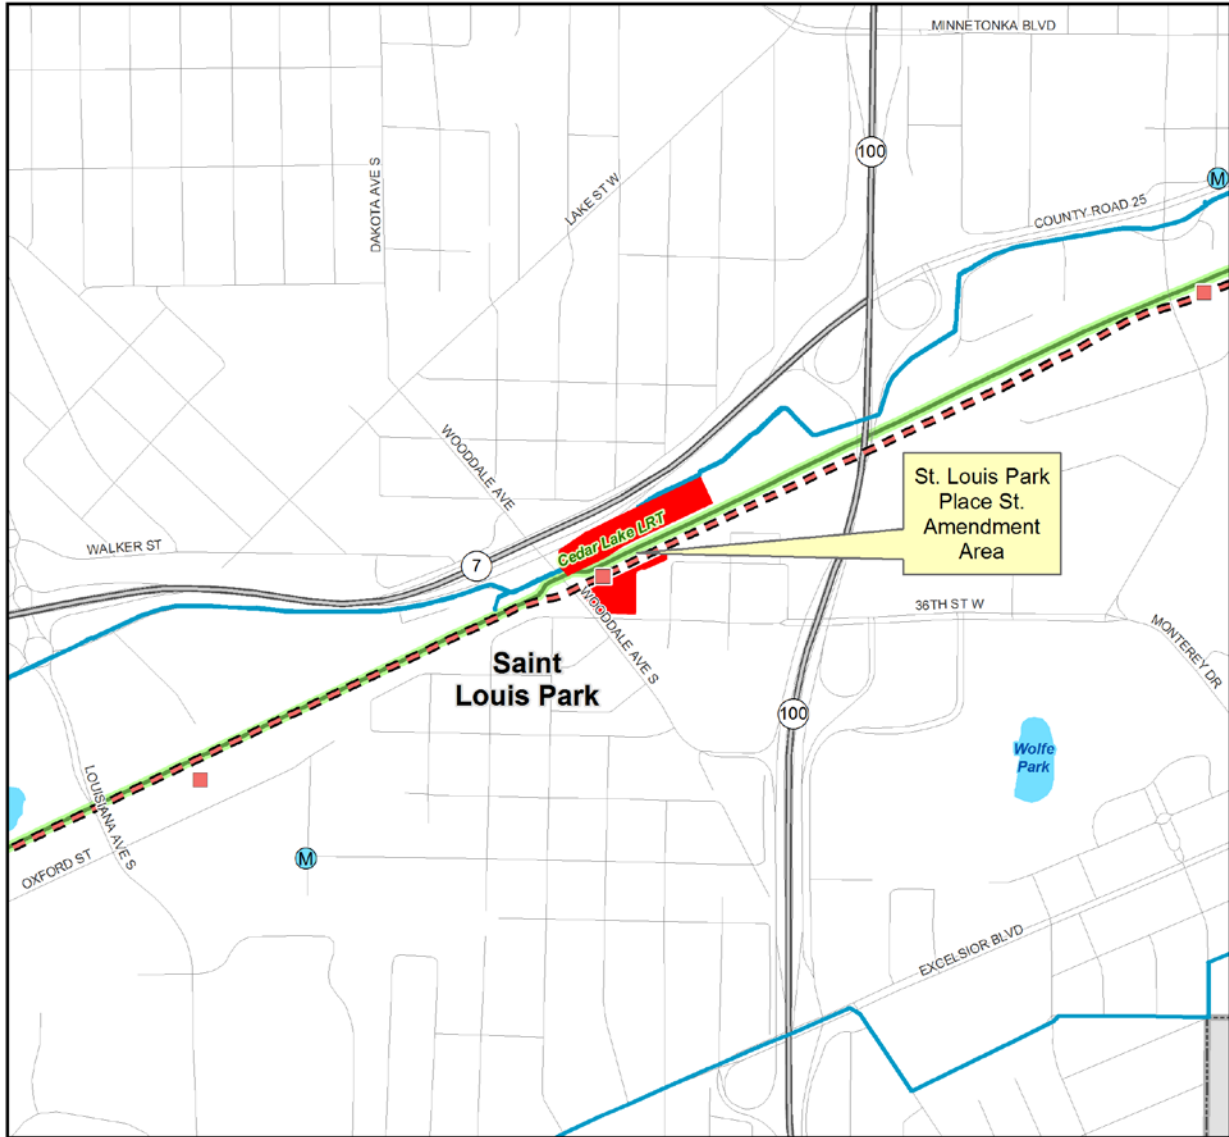 MINNETONKA BLVD
100
M
DAKOTA AVE S
LAKE ST W
COUNTY ROAD 25
WOODDALE AVE
St. Louis Park
Place St.
Amendment
Area
Cedar Lake LRT
WALKER ST
7
36TH ST W
WOODDALE AVE S
MONTEREY DR
Saint
Louis Park
100
Wolfe
Park
LOUISIANA AVE S
OXFORD ST
M
EXCELSIOR BLVD